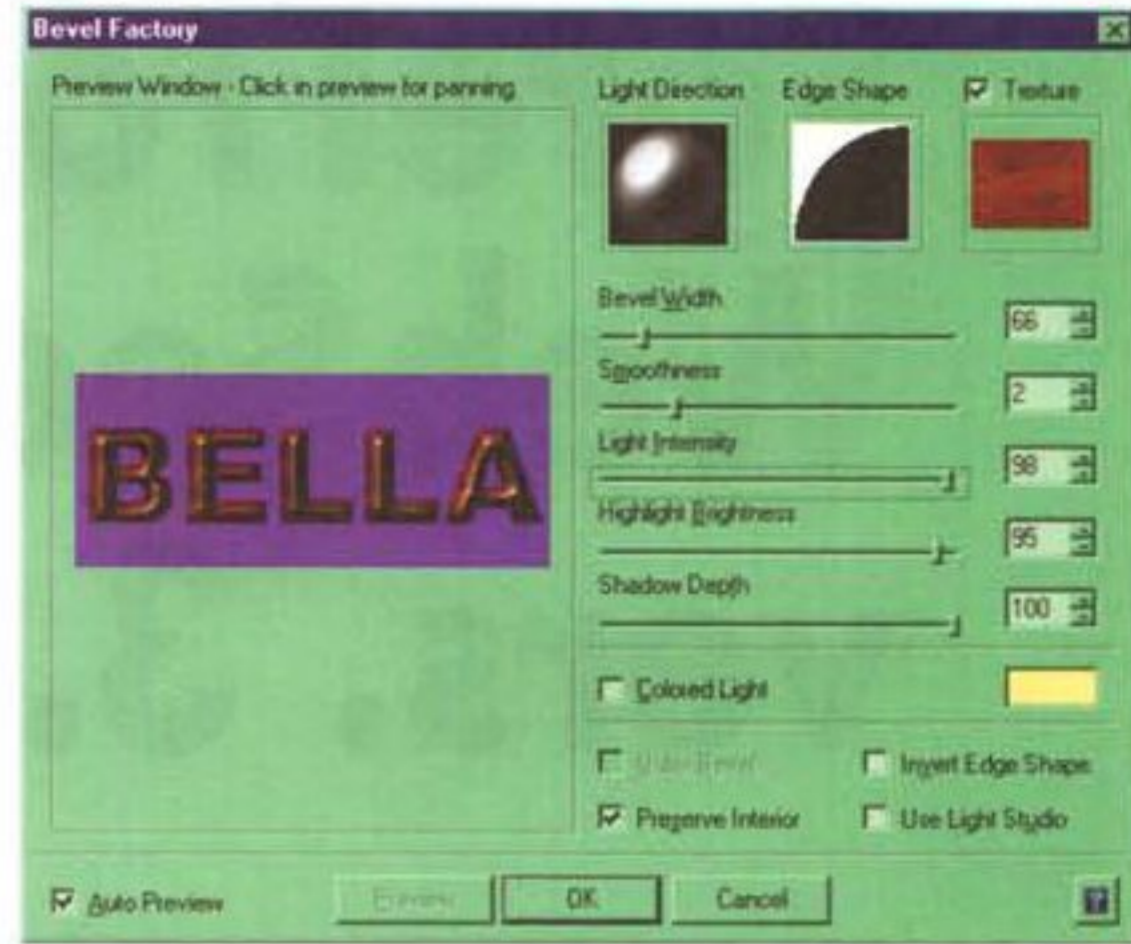 Bevel Factory
Preview Window - Click in preview for panning
Light Direction
Edge Shape
Texture
BELLA
Bevel Width
66
Smoothness
2
Light Intensity
98
Highlight Brightness
95
Shadow Depth
100
Colored Light
Invert Edge Shape
Preserve Interior
Use Light Studio
Auto Preview
Preview
OK
Cancel
?